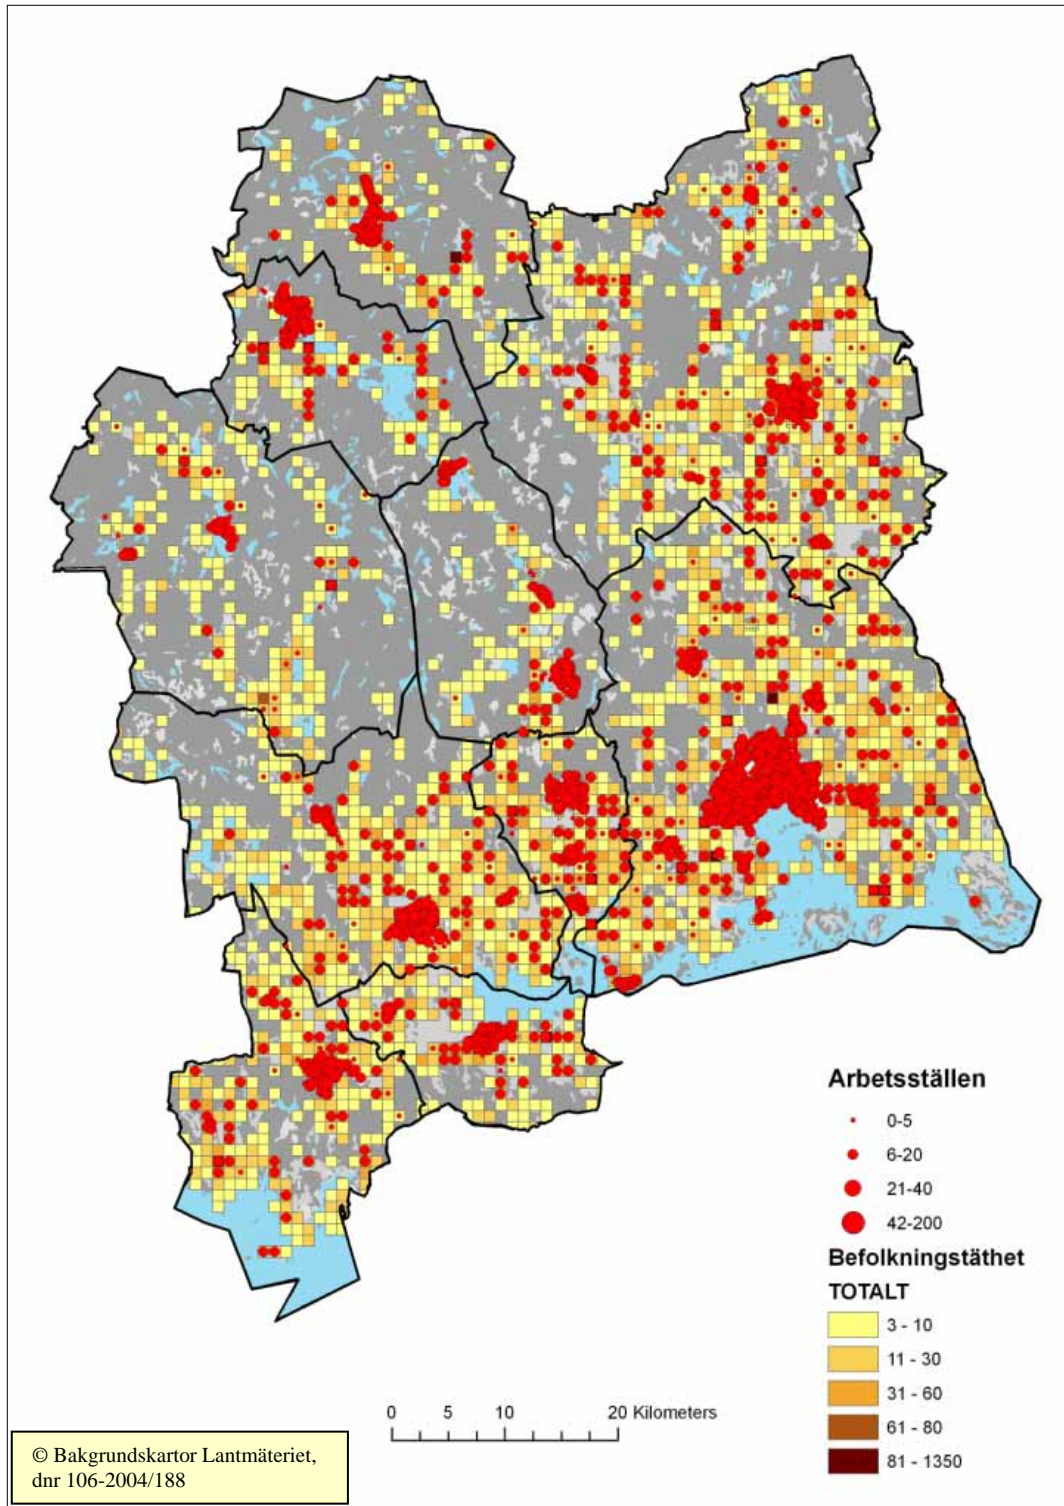 Arbetsställen
0-5
6-20
21-40
42-200
Befolkningstäthet
TOTALT
3 - 10
11 - 30
31 - 60
61 - 80
81 - 1350
0 5 10 20 Kilometers
© Bakgrundskartor Lantmäteriet,
dnr 106-2004/188